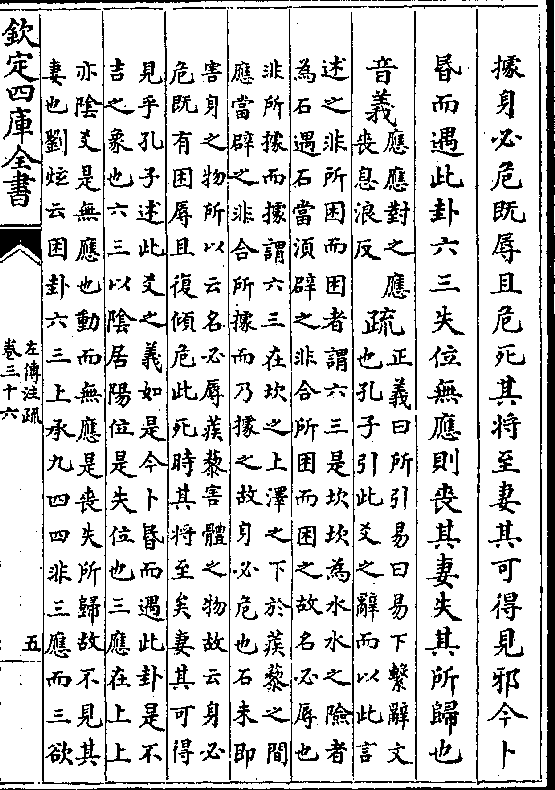 據身必危既辱且危死其将至妻其可得見邪今卜
昬而遇此卦六三失位無應則喪其妻失其所歸也
音義
應應對之應
喪息浪反
疏
正義曰所引易曰易下繫辭文
也孔子引此爻之辭而以此言
述之非所困而困者謂六三是坎坎為水水之險者
為石遇石當湏辟之非合所困而困之故名必辱也
非所據而據謂六三在坎之上澤之下於蒺藜之間
應當辟之非合所據而乃據之故身必危也石未即
害身之物所以云名必辱蒺藜害體之物故云身必
危既有困辱且復傾危此死時其將至矣妻其可得
見乎孔子述此爻之義如是今卜昬而遇此卦是不
吉之象也六三以陰居陽位是失位也三應在上上
亦陰爻是無應也動而無應是喪失所歸故不見其
妻也劉炫云困卦六三上承九四四非三應而三欲
欽定四庫全書
左傳注疏
卷三十六
五